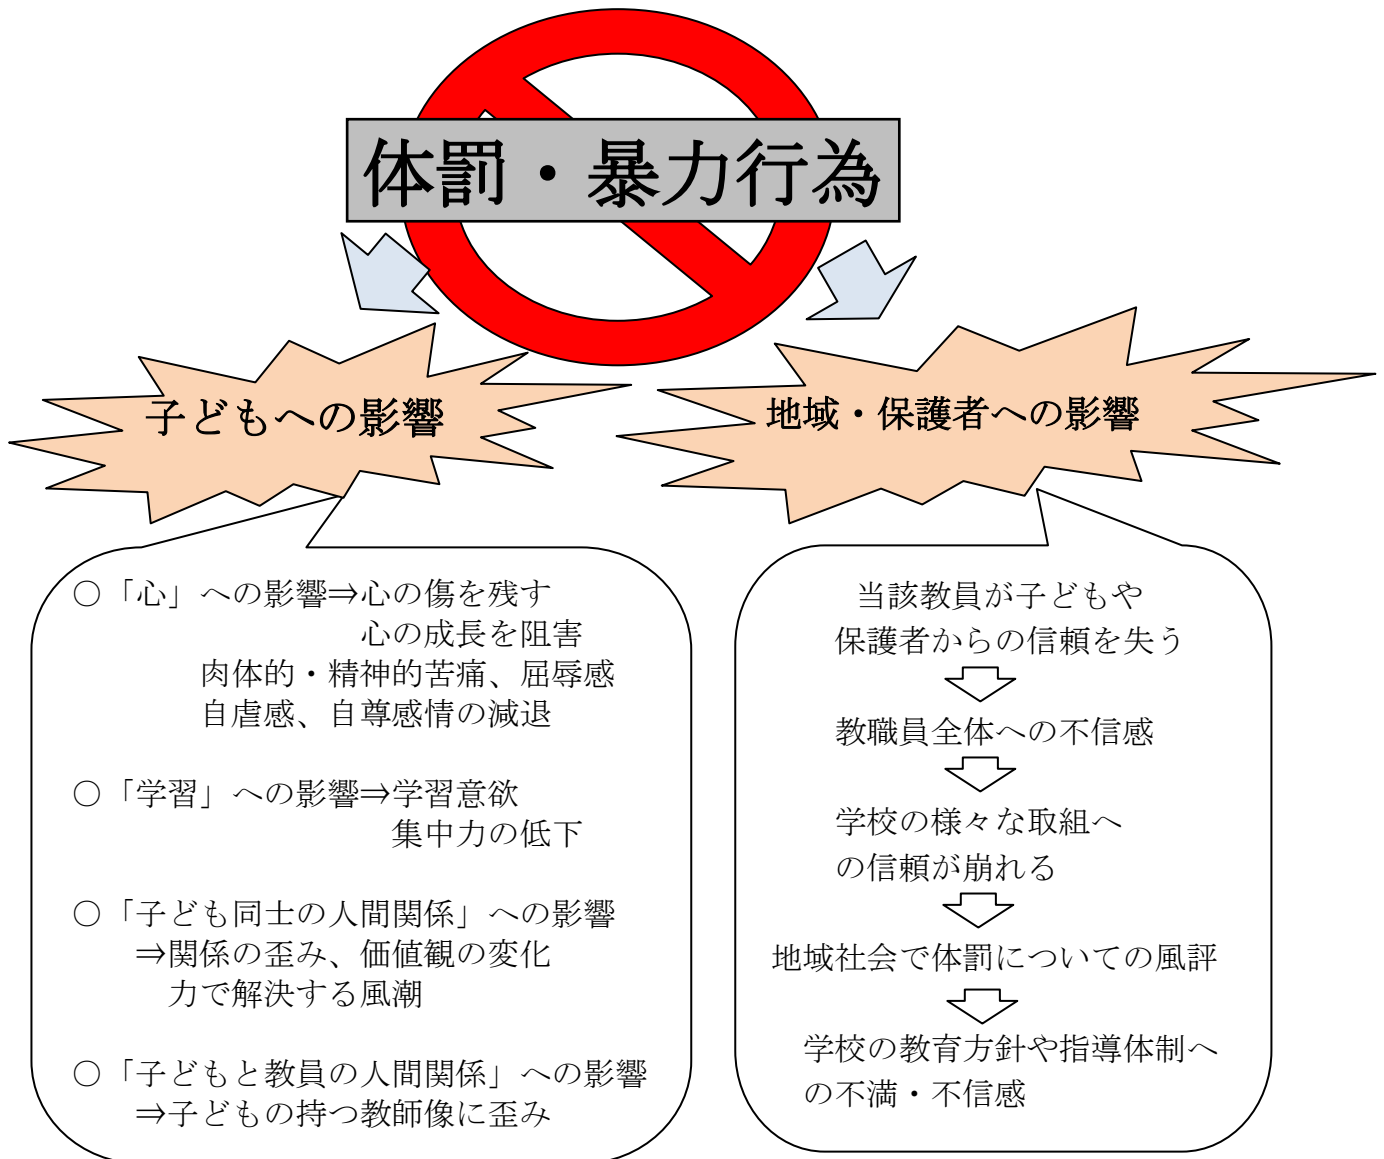 体罰・暴力行為
子どもへの影響
○「心」への影響⇒心の傷を残す
心の成長を阻害
肉体的・精神的苦痛、屈辱感
自虐感、自尊感情の減退
○「学習」への影響⇒学習意欲
集中力の低下
○「子ども同士の人間関係」への影響
⇒関係の歪み、価値観の変化
力で解決する風潮
○「子どもと教員の人間関係」への影響
⇒子どもの持つ教師像に歪み
地域・保護者への影響
当該教員が子どもや
保護者からの信頼を失う
教職員全体への不信感
学校の様々な取組へ
の信頼が崩れる
地域社会で体罰についての風評
学校の教育方針や指導体制へ
の不満・不信感